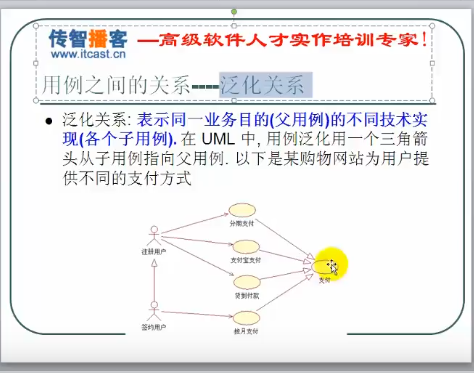 传智播客
www.itcast.cn
—高级软件人才实作培训专家!
用例之间的关系----泛化关系
● 泛化关系: 表示同一业务目的(父用例)的不同技术实
现(各个子用例). 在 UML 中, 用例泛化用一个三角箭
头从子用例指向父用例. 以下是某购物网站为用户提
供不同的支付方式
分期支付
注册用户
支付宝支付
支付
货到付款
签约用户
按月支付